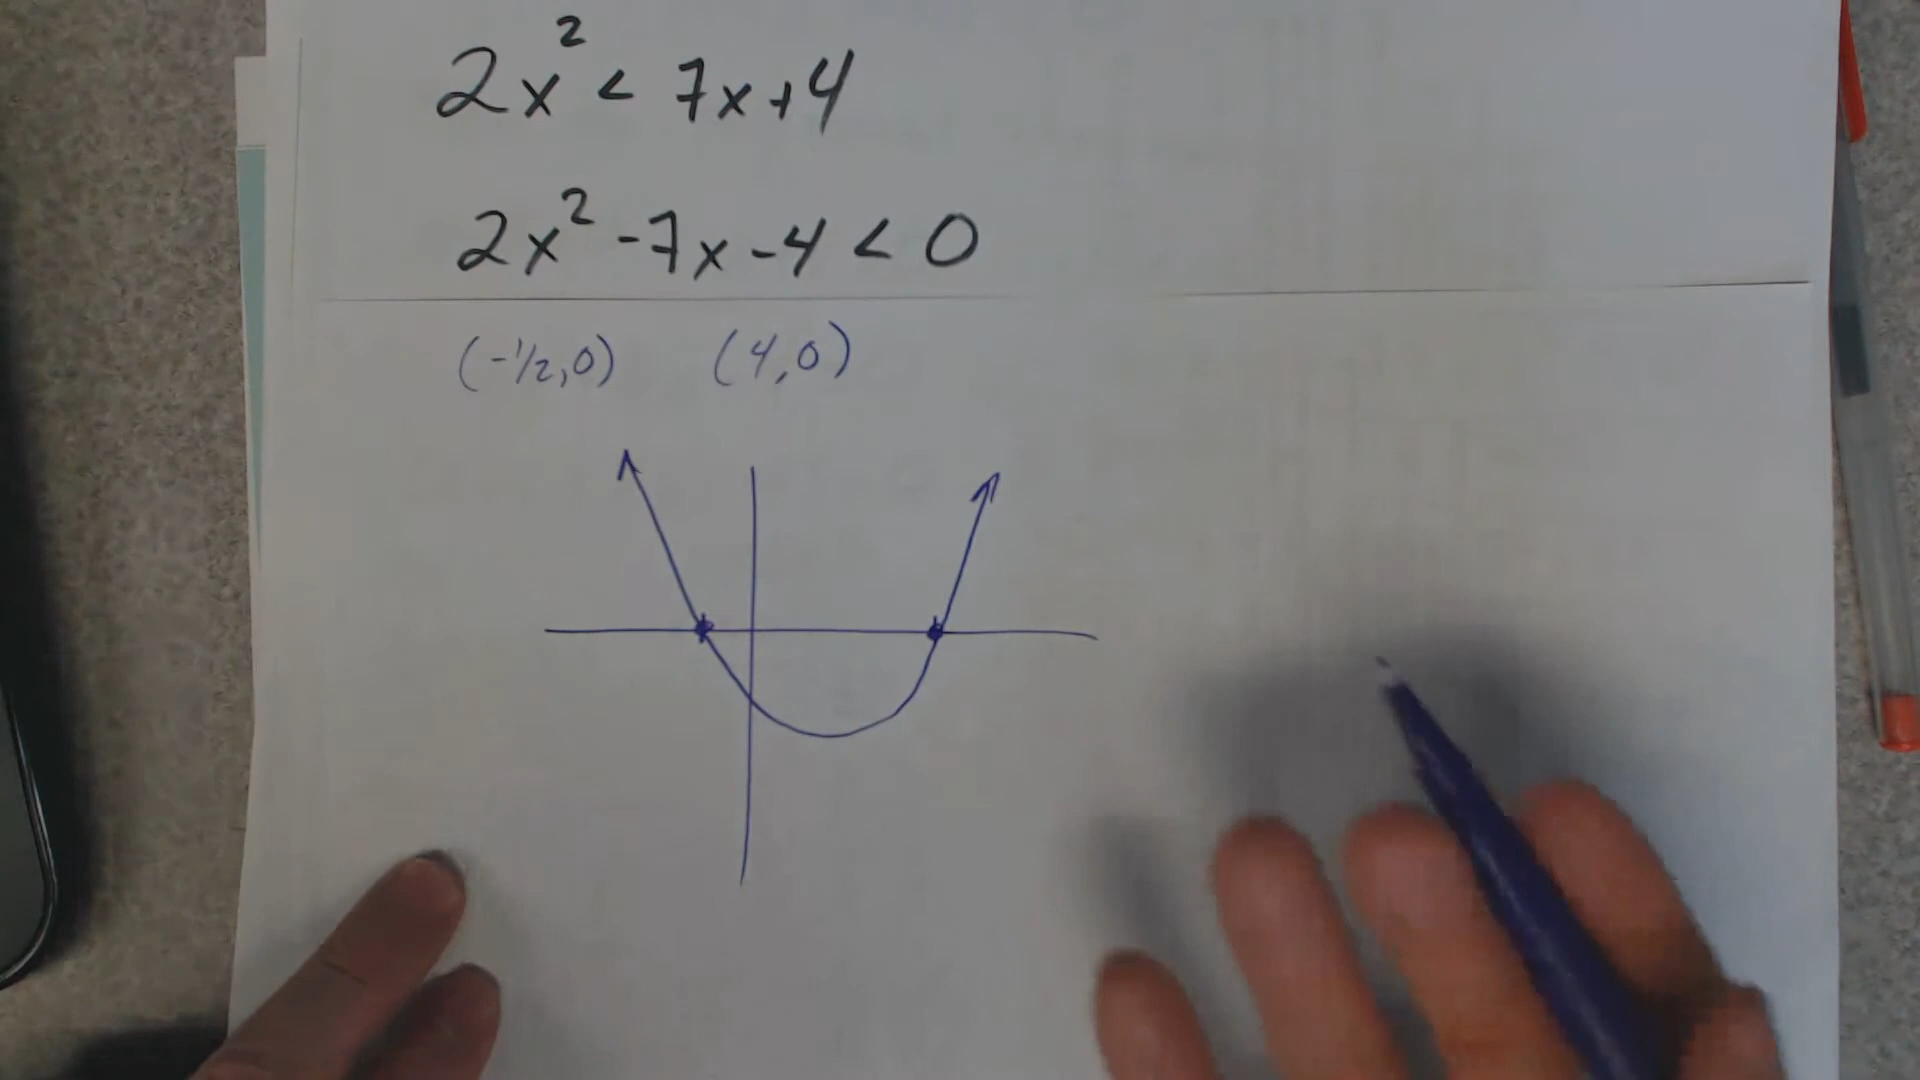 2x² < 7x+4
2x² -7x -4 < 0
(-1/2,0) (4,0)